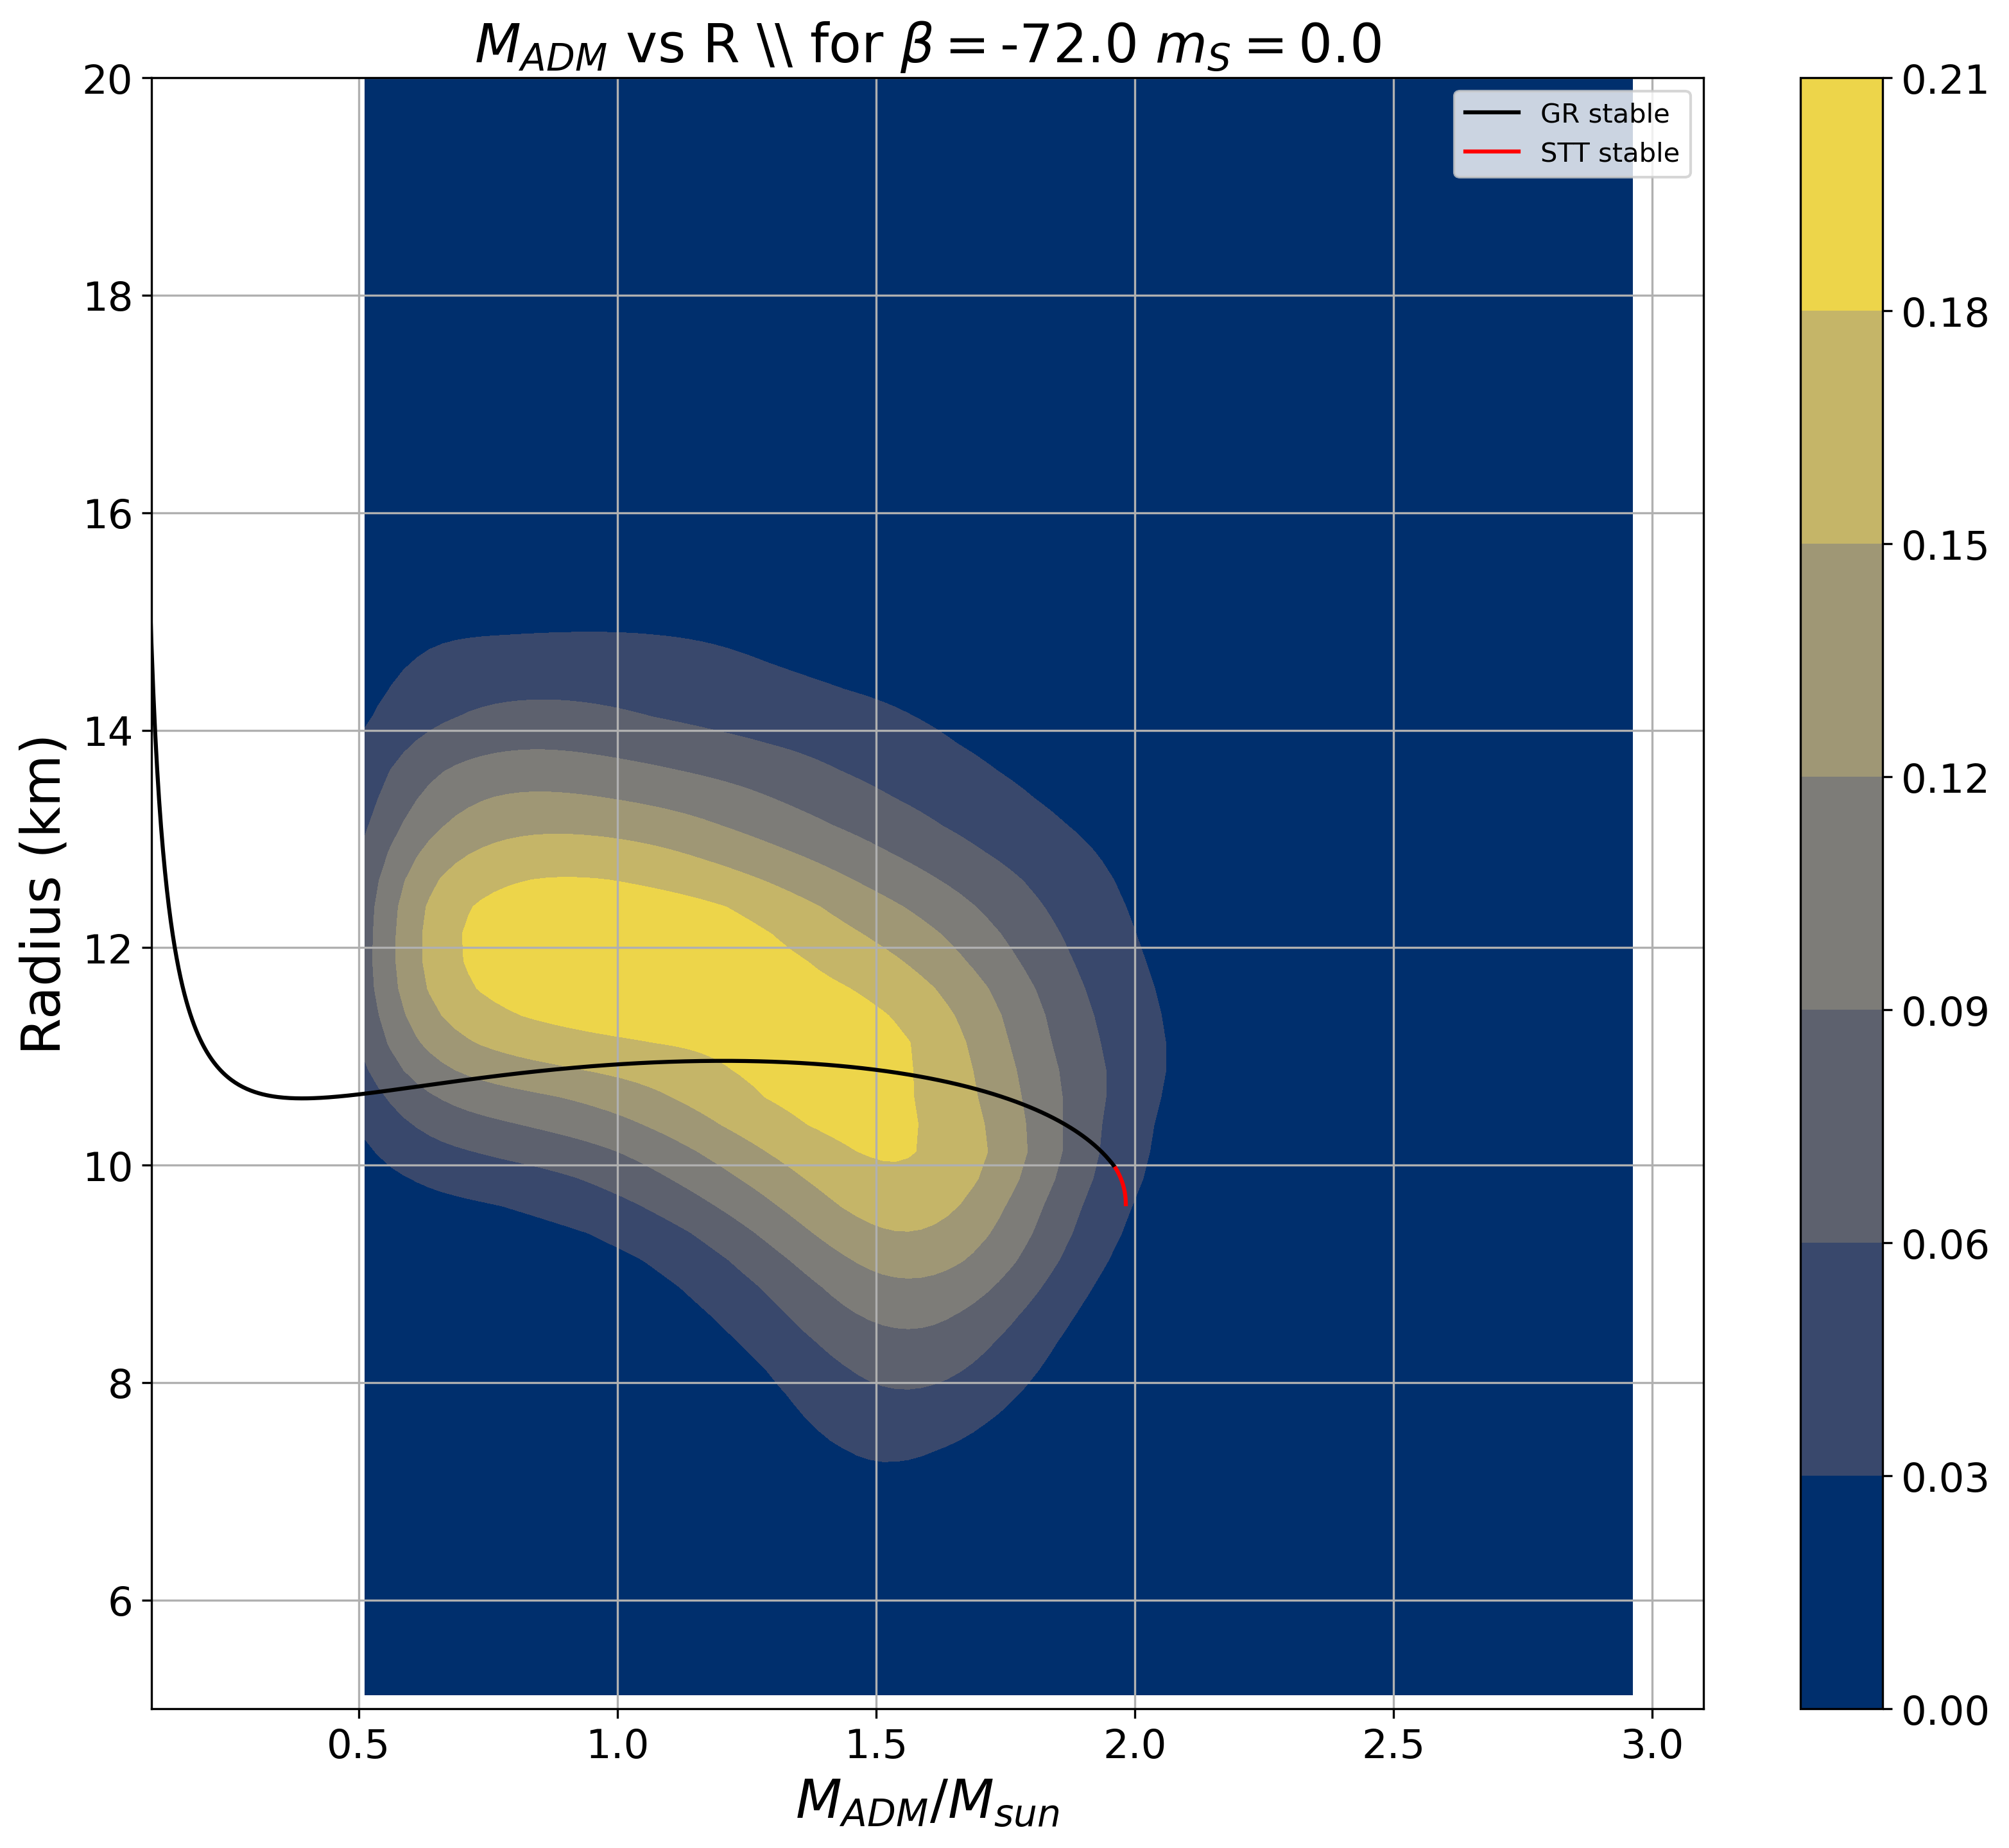 M_ADM vs R \\ for β = -72.0 m_S = 0.0
GR stable
STT stable
Radius (km)
20
18
16
14
12
10
8
6
0.5 1.0 1.5 2.0 2.5 3.0
M_ADM/M_sun
0.21
0.18
0.15
0.12
0.09
0.06
0.03
0.00